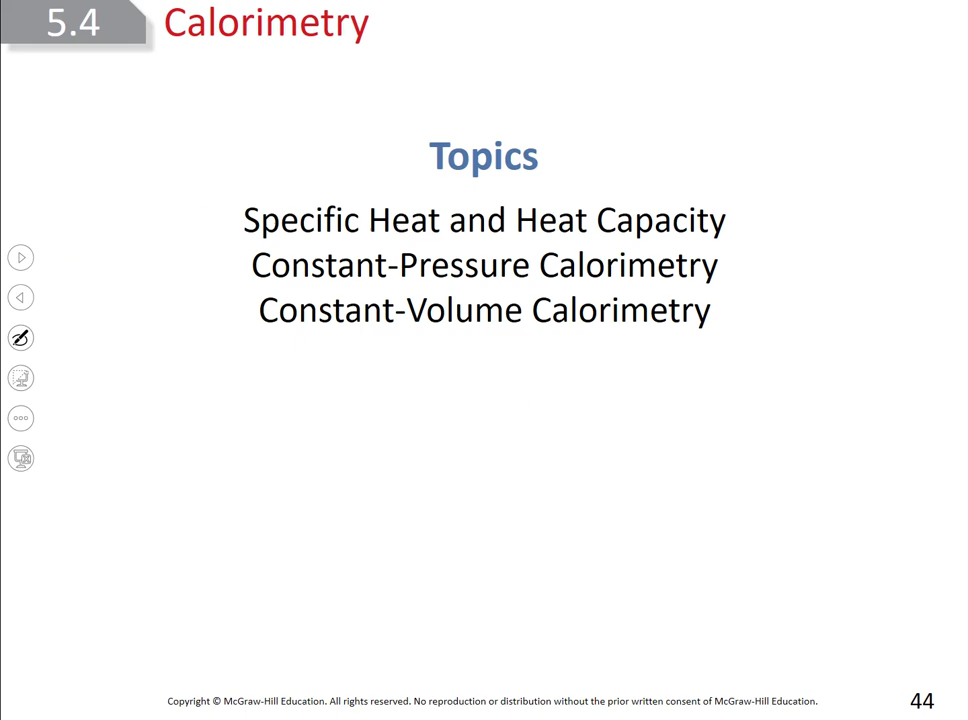 5.4 Calorimetry
Topics
Specific Heat and Heat Capacity
Constant-Pressure Calorimetry
Constant-Volume Calorimetry
Copyright © McGraw-Hill Education. All rights reserved. No reproduction or distribution without the prior written consent of McGraw-Hill Education.
44